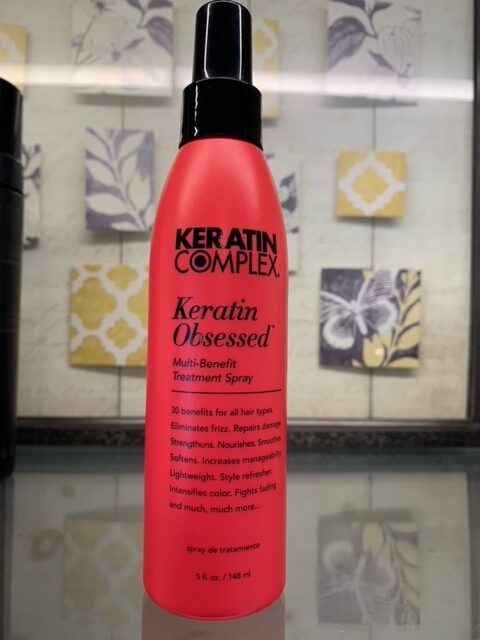 KERATIN
COMPLEX
Keratin
Obsessed™
Multi-Benefit
Treatment Spray
30 benefits for all hair types.
Eliminates frizz. Repairs damage.
Strengthens. Nourishes. Smoothes.
Softens. Increases manageability.
Lightweight. Style refresher.
Intensifies color. Fights fading
and much, much more...
spray de tratamiento
5 fl. oz. / 148 ml